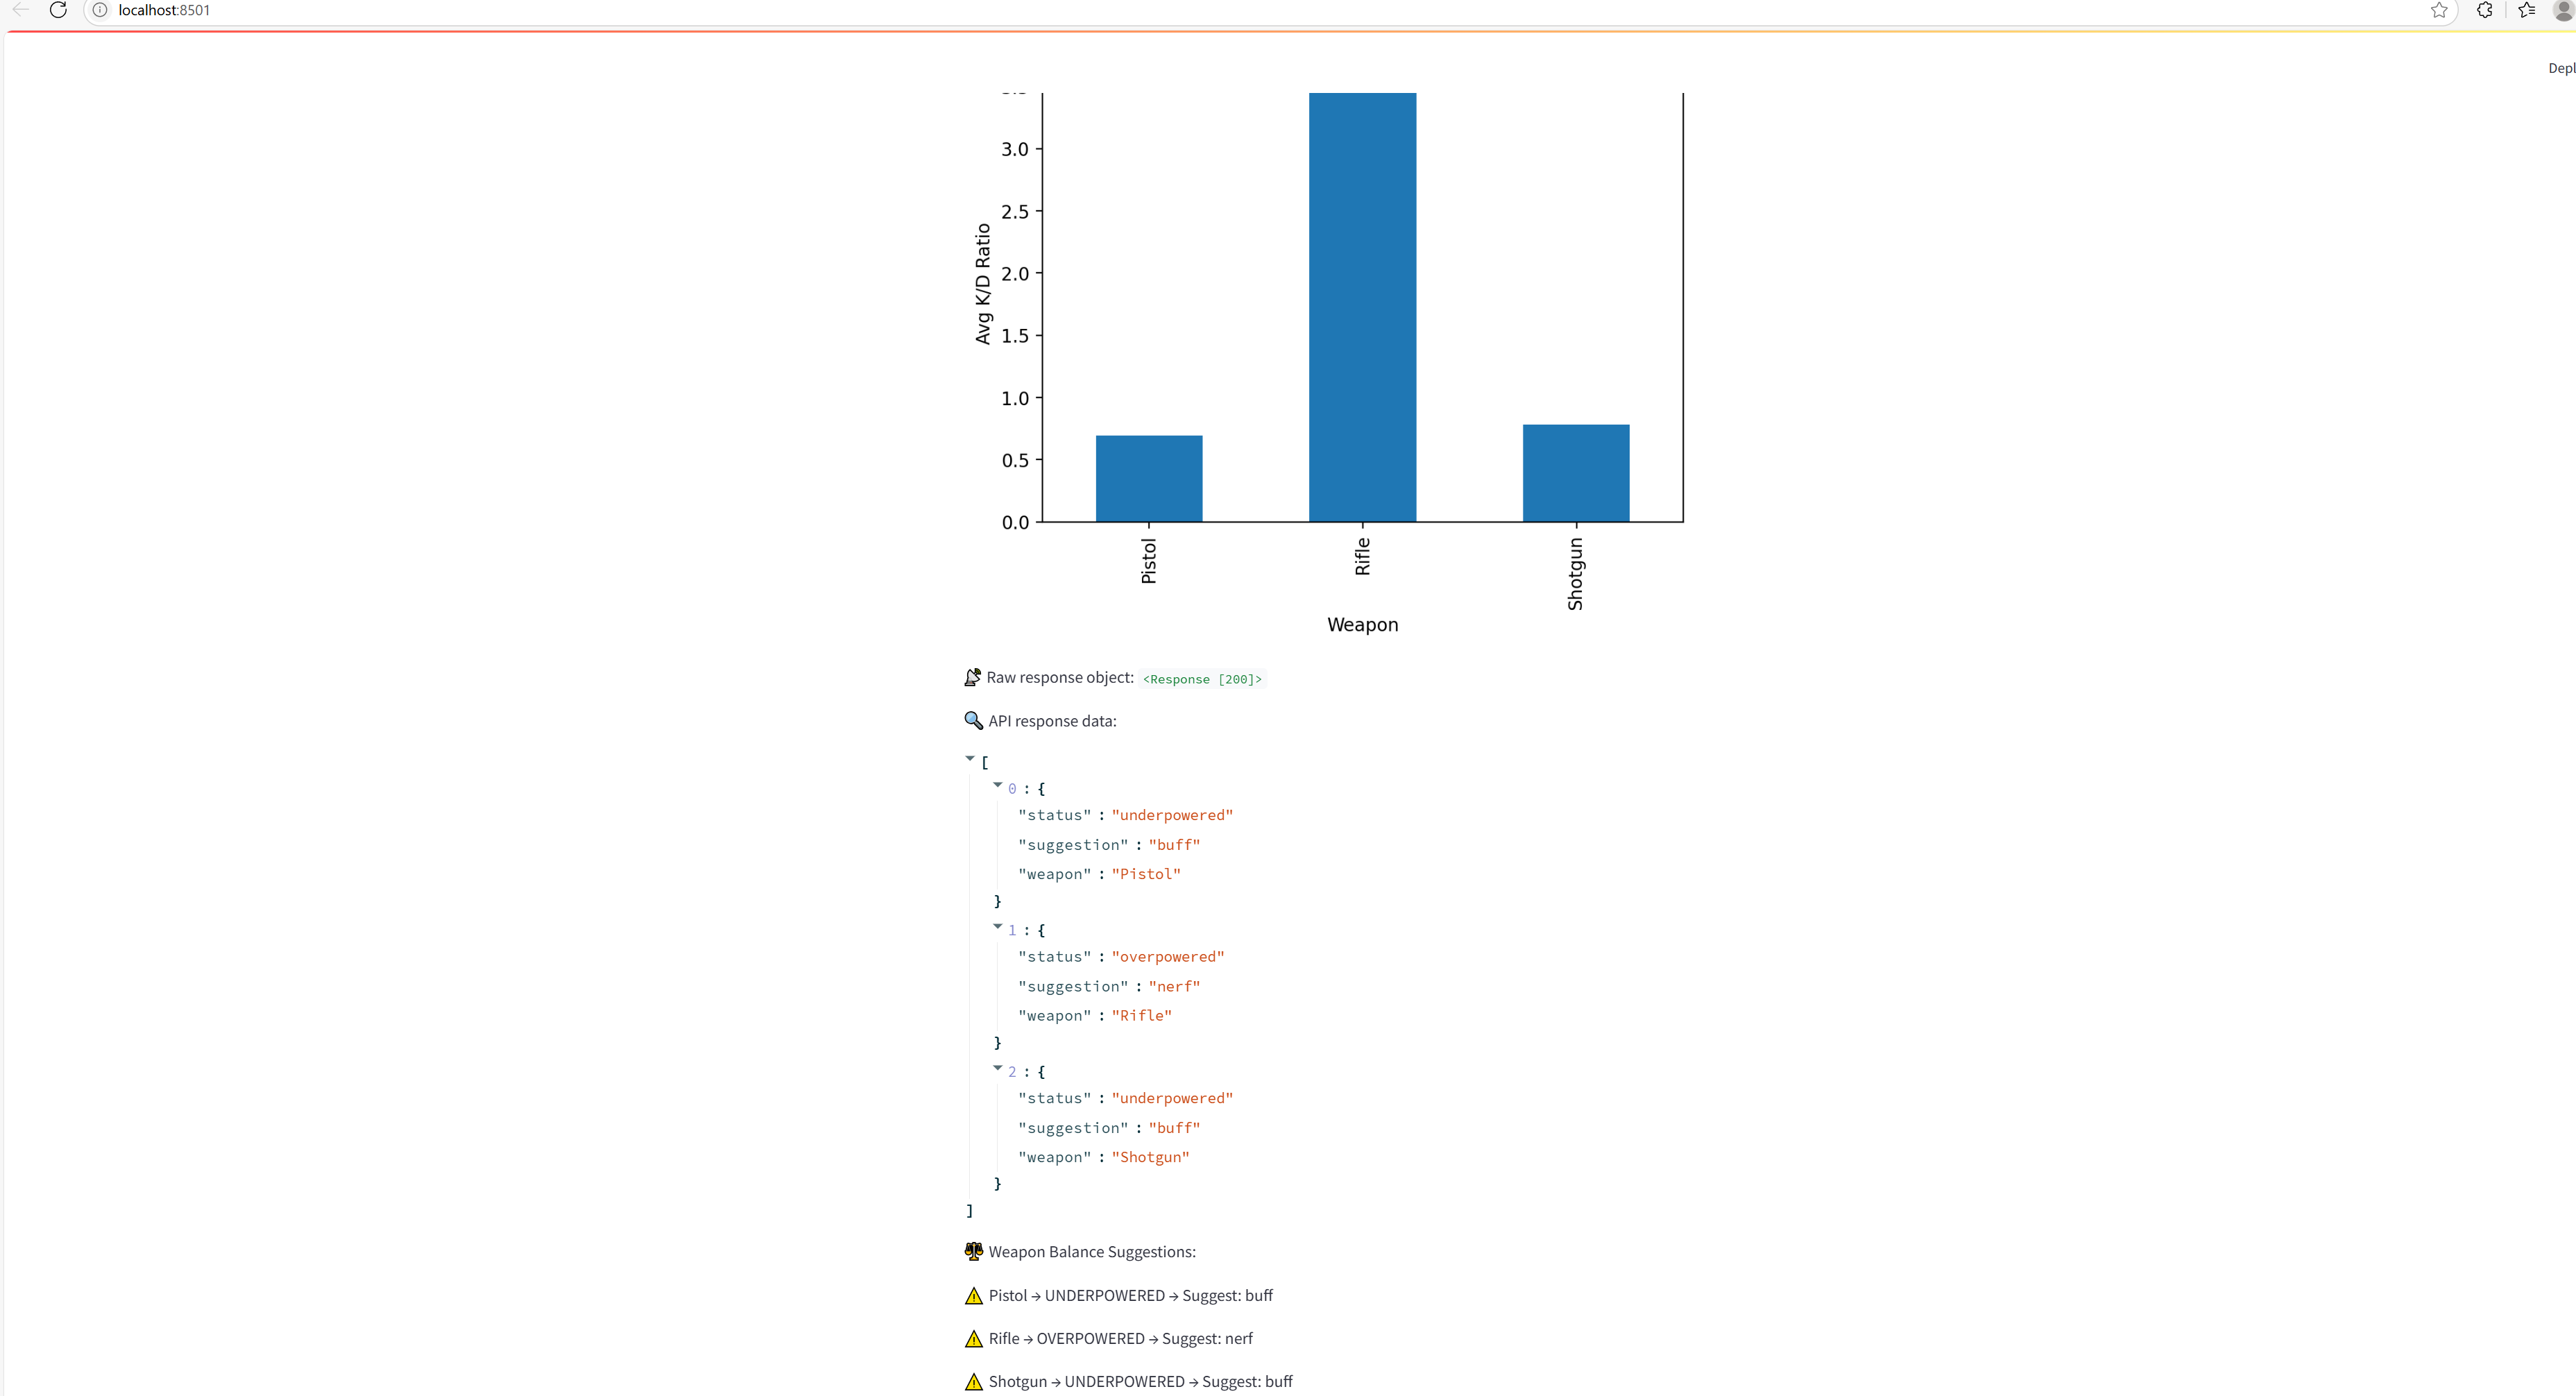 localhost:8501
3.0
2.5
2.0
1.5
1.0
0.5
0.0
Avg K/D Ratio
Pistol
Rifle
Shotgun
Weapon
Raw response object: <Response [200]>
API response data:
[
0 : {
"status" : "underpowered"
"suggestion" : "buff"
"weapon" : "Pistol"
}
1 : {
"status" : "overpowered"
"suggestion" : "nerf"
"weapon" : "Rifle"
}
2 : {
"status" : "underpowered"
"suggestion" : "buff"
"weapon" : "Shotgun"
}
]
Weapon Balance Suggestions:
Pistol → UNDERPOWERED → Suggest: buff
Rifle → OVERPOWERED → Suggest: nerf
Shotgun → UNDERPOWERED → Suggest: buff